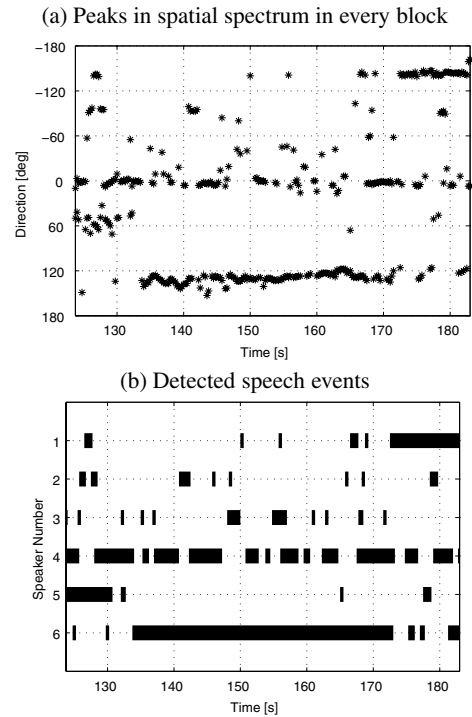 (a) Peaks in spatial spectrum in every block
−180
−120
−60
0
60
120
180
Direction [deg]
130 140 150 160 170 180
Time [s]
(b) Detected speech events
1
2
3
4
5
6
Speaker Number
130 140 150 160 170 180
Time [s]